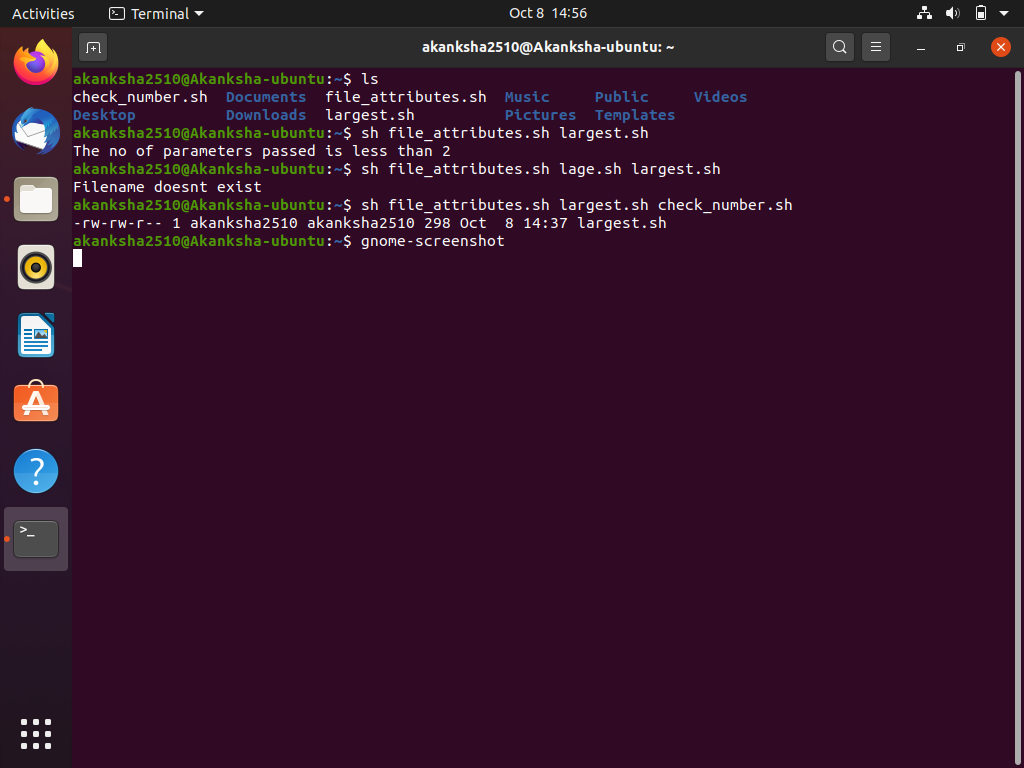 Activities Terminal Oct 8 14:56
akanksha2510@Akanksha-ubuntu: ~
akanksha2510@Akanksha-ubuntu:~$ ls
check_number.sh Documents file_attributes.sh Music Public Videos
Desktop Downloads largest.sh Pictures Templates
akanksha2510@Akanksha-ubuntu:~$ sh file_attributes.sh largest.sh
The no of parameters passed is less than 2
akanksha2510@Akanksha-ubuntu:~$ sh file_attributes.sh lage.sh largest.sh
Filename doesnt exist
akanksha2510@Akanksha-ubuntu:~$ sh file_attributes.sh largest.sh check_number.sh
-rw-rw-r-- 1 akanksha2510 akanksha2510 298 Oct  8 14:37 largest.sh
akanksha2510@Akanksha-ubuntu:~$ gnome-screenshot